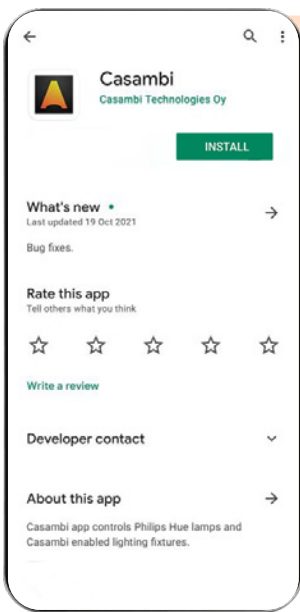 Casambi
Casambi Technologies Oy
INSTALL
What's new •
Last updated 19 Oct 2021
Bug fixes.
Rate this app
Tell others what you think
Write a review
Developer contact
About this app
Casambi app controls Philips Hue lamps and
Casambi enabled lighting fixtures.